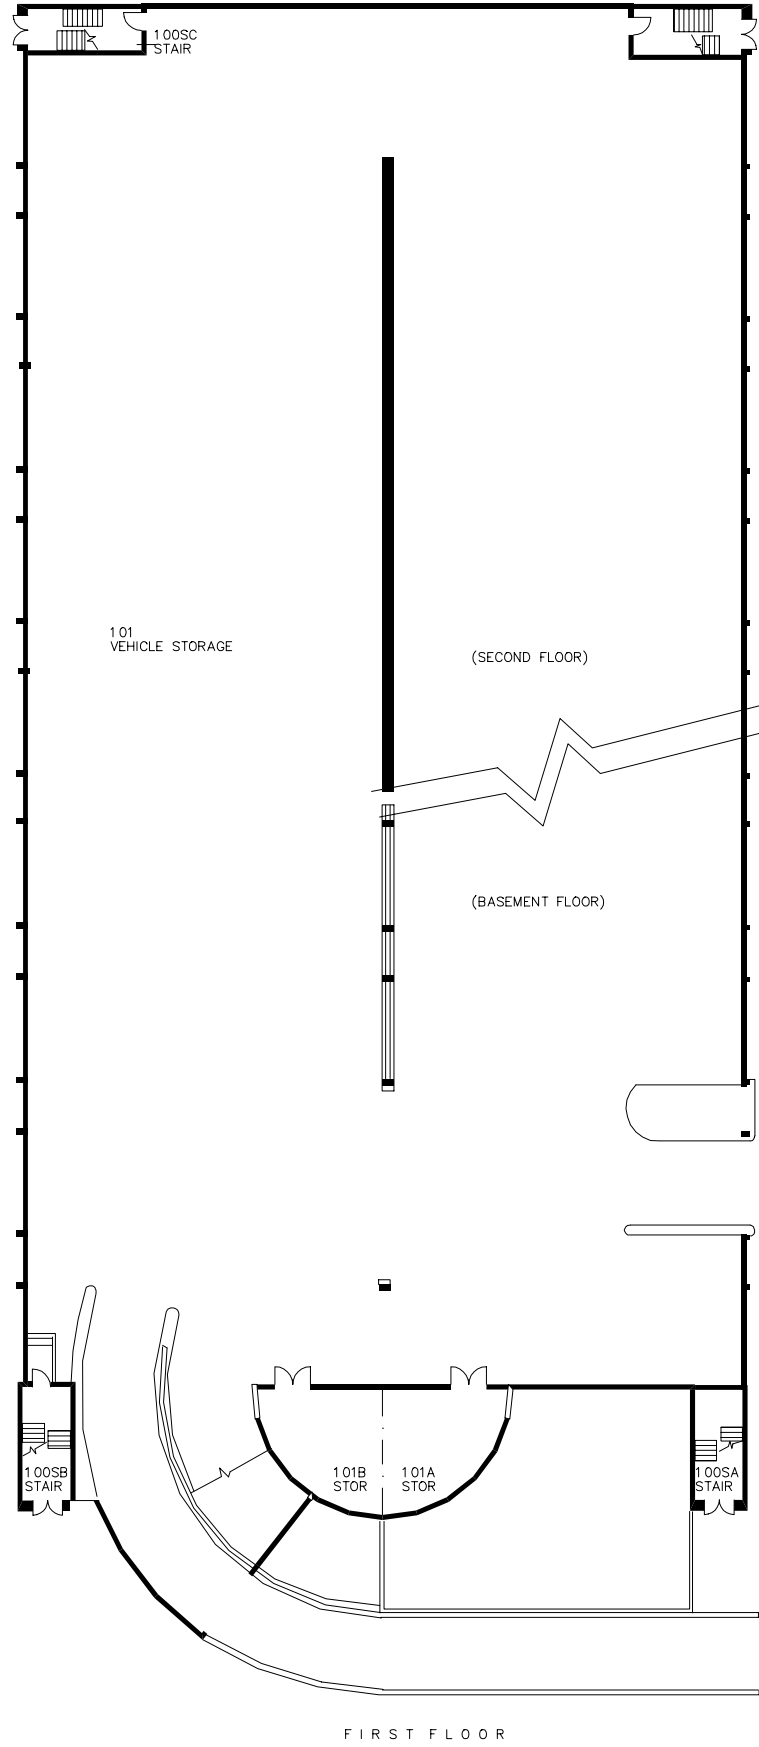 100SC
STAIR
101
VEHICLE STORAGE
(SECOND FLOOR)
(BASEMENT FLOOR)
100SB
STAIR
101B
STOR
101A
STOR
100SA
STAIR
FIRST FLOOR